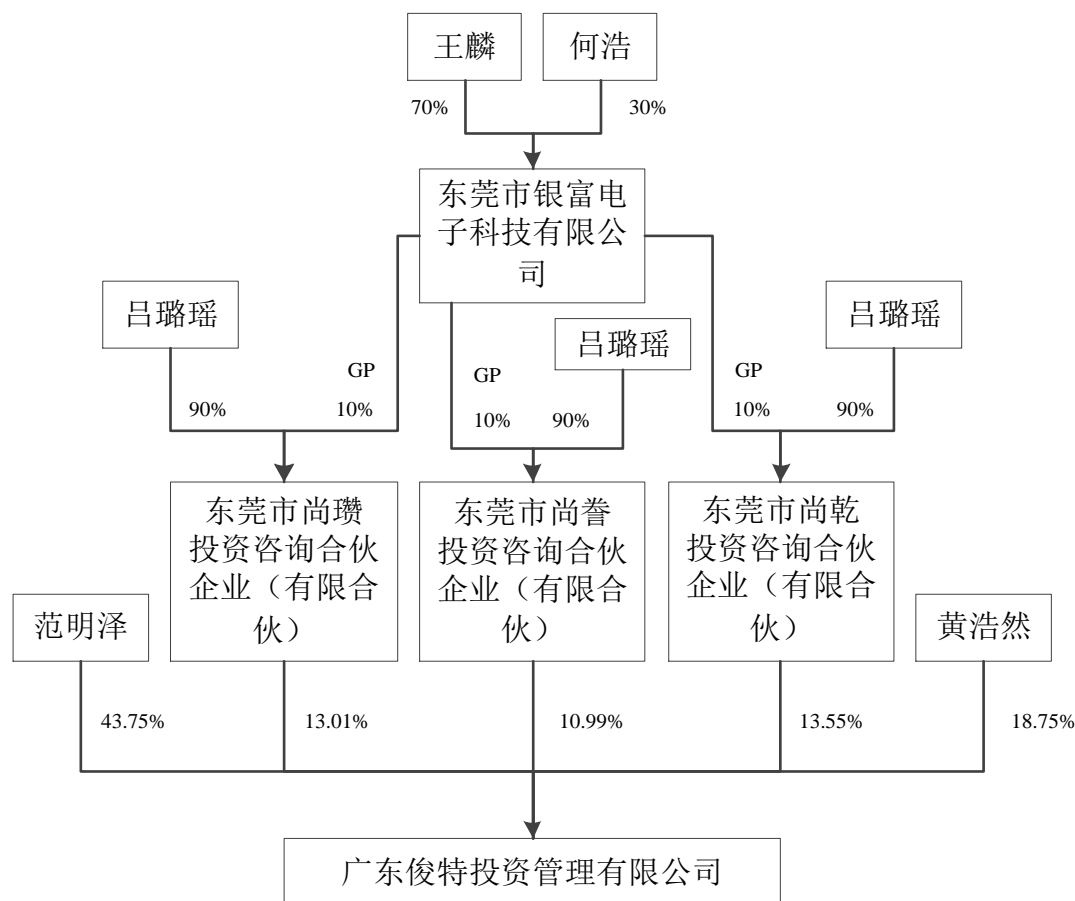 王麟
何浩
70%
30%
东莞市银富电
子科技有限公
司
吕璐瑶
吕璐瑶
吕璐瑶
GP
GP
GP
90%
10%
10%
90%
10%
90%
东莞市尚瓒
投资咨询合伙
企业（有限合
伙）
东莞市尚誊
投资咨询合伙
企业（有限合
伙）
东莞市尚乾
投资咨询合伙
企业（有限合
伙）
范明泽
黄浩然
43.75%
13.01%
10.99%
13.55%
18.75%
广东俊特投资管理有限公司